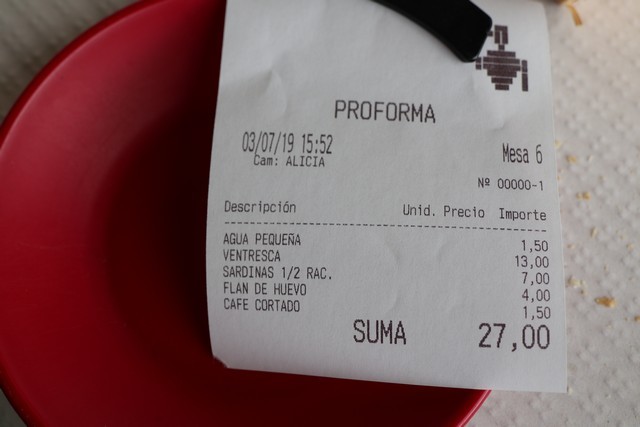 PROFORMA
03/07/19 15:52 Mesa 6
Cam: ALICIA
Nº 00000-1
Descripción Unid. Precio Importe
AGUA PEQUEÑA 1,50
VENTRESCA 13,00
SARDINAS 1/2 RAC. 7,00
FLAN DE HUEVO 4,00
CAFE CORTADO 1,50
SUMA 27,00